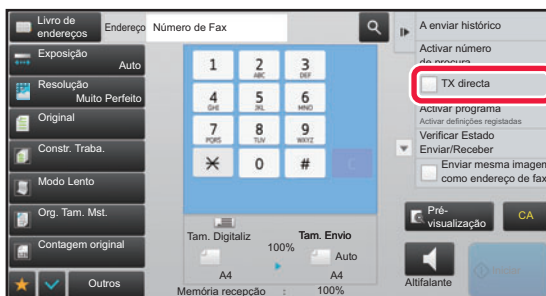 Livro de
endereços
Endereço
Número de Fax
Exposição
Auto
Resolução
Muito Perfeito
Original
Constr. Traba.
Modo Lento
Org. Tam. Mst.
Contagem original
Outros
1
2
ABC
3
DEF
4
GHI
5
JKL
6
MNO
7
PQRS
8
TUV
9
WXYZ
0
#
C
Tam. Digitaliz
100%
Tam. Envio
Auto
A4
A4
Memória recepção : 100%
A enviar histórico
Activar número
de procura
TX directa
Activar programa
Activar definições registadas
Verificar Estado
Enviar/Receber
Enviar mesma imagem
como endereço de fax
Pré-
visualização
CA
Altifalante